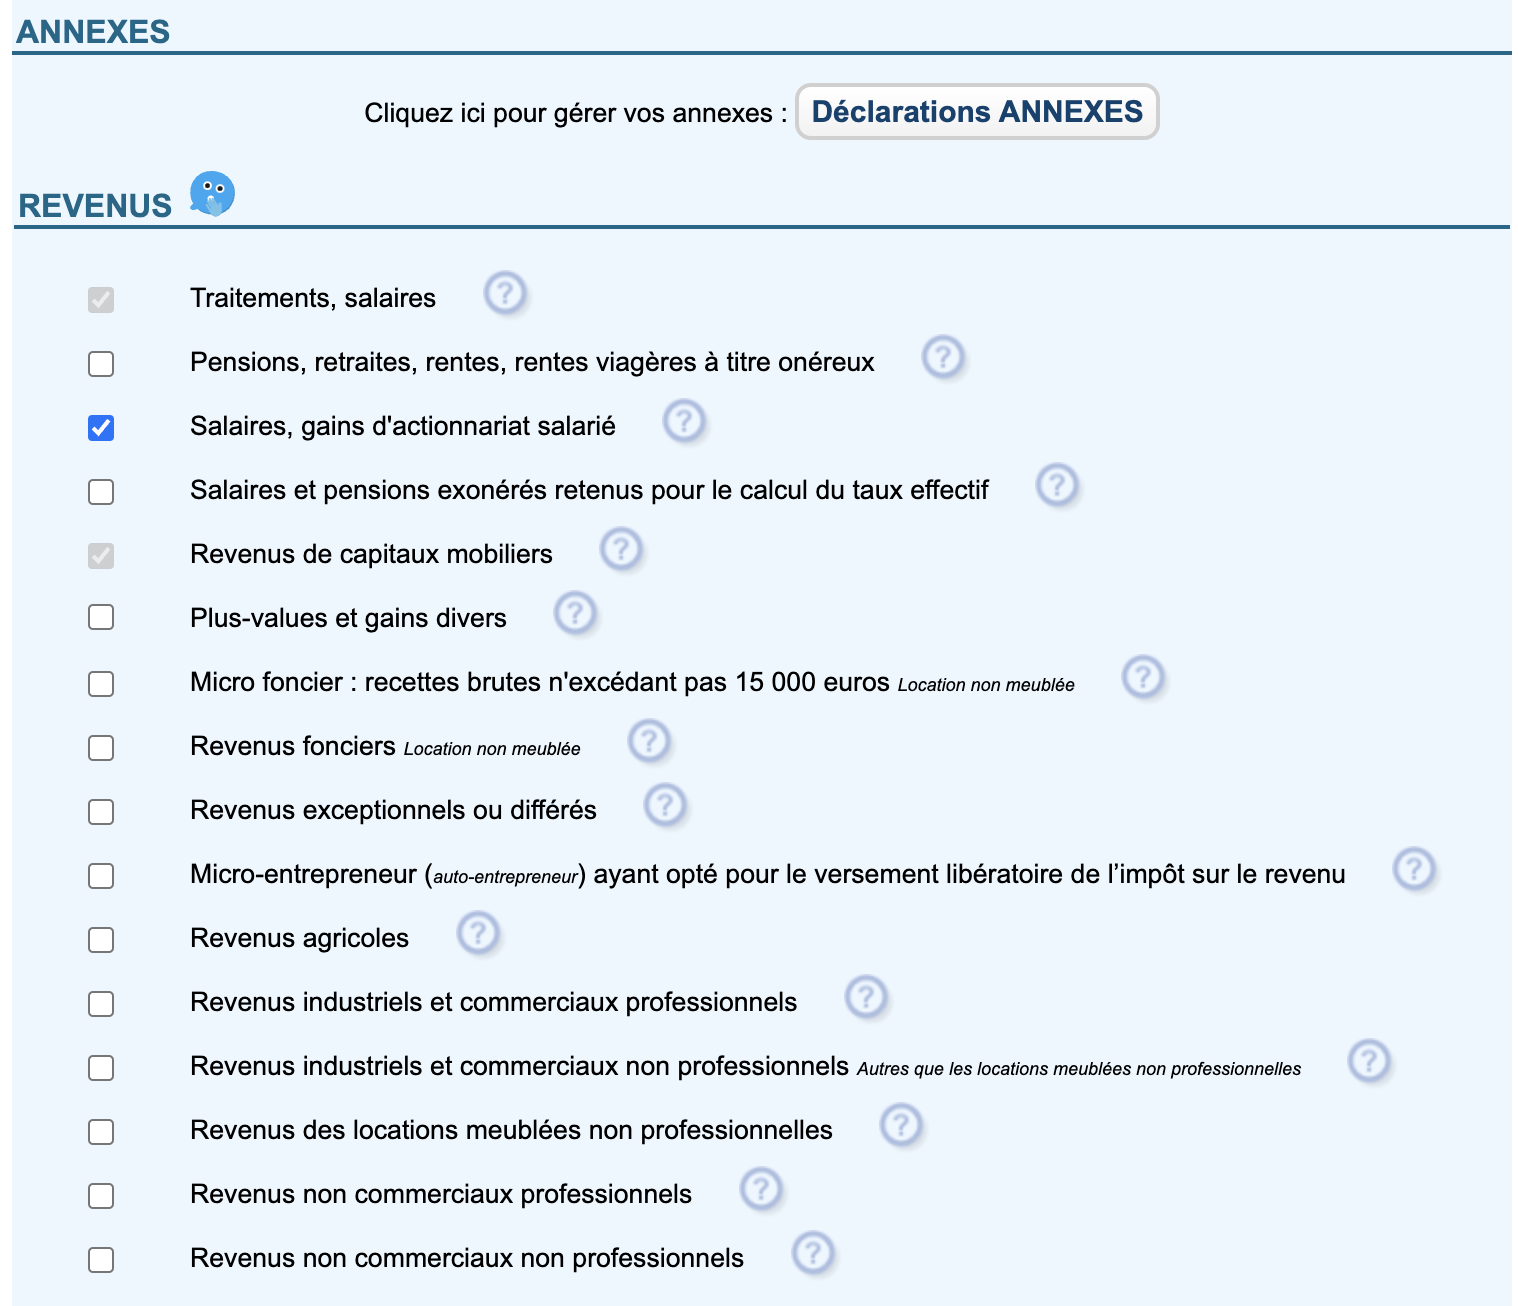 ANNEXES
Cliquez ici pour gérer vos annexes : Déclarations ANNEXES
REVENUS
Traitements, salaires ?
Pensions, retraites, rentes, rentes viagères à titre onéreux ?
Salaires, gains d'actionnariat salarié ?
Salaires et pensions exonérés retenus pour le calcul du taux effectif ?
Revenus de capitaux mobiliers ?
Plus-values et gains divers ?
Micro foncier : recettes brutes n'excédant pas 15 000 euros Location non meublée ?
Revenus fonciers Location non meublée ?
Revenus exceptionnels ou différés ?
Micro-entrepreneur (auto-entrepreneur) ayant opté pour le versement libératoire de l’impôt sur le revenu ?
Revenus agricoles ?
Revenus industriels et commerciaux professionnels ?
Revenus industriels et commerciaux non professionnels Autres que les locations meublées non professionnelles ?
Revenus des locations meublées non professionnelles ?
Revenus non commerciaux professionnels ?
Revenus non commerciaux non professionnels ?